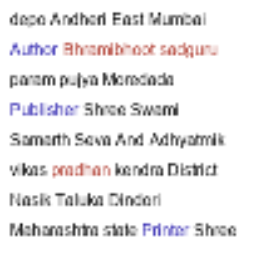 depo Andheri East Mumbai
Author Bhramibhoot sadguru
param pujya Moredada
Publisher Shree Swami
Samarth Seva And Adhyatmik
vikas pradhan kendra District
Nasik Taluka Dindori
Maharashtra state Printer Shree